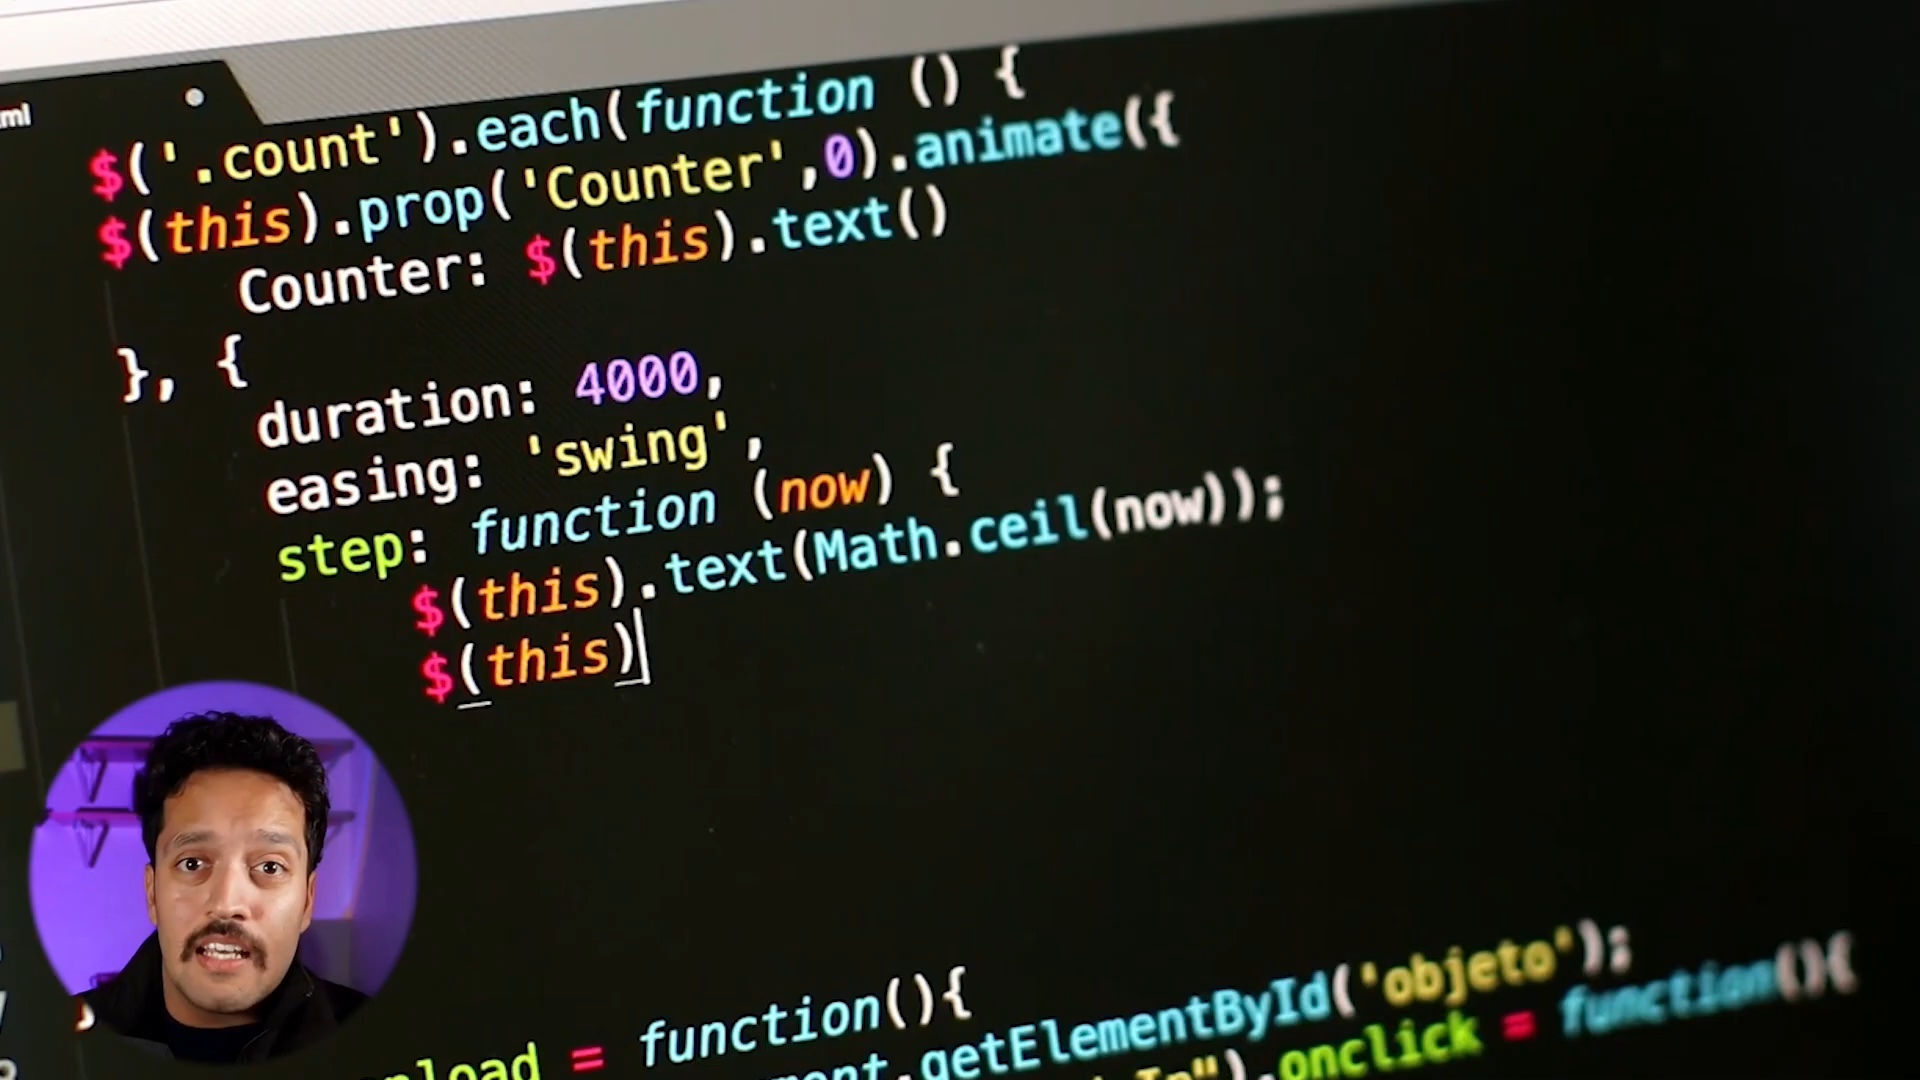 $('.count').each(function () {
$(this).prop('Counter',0).animate({
Counter: $(this).text()
}, {
duration: 4000,
easing: 'swing',
step: function (now) {
$(this).text(Math.ceil(now));
$(this)
= function(){
.getElementById('objeto');
").onclick = function(){